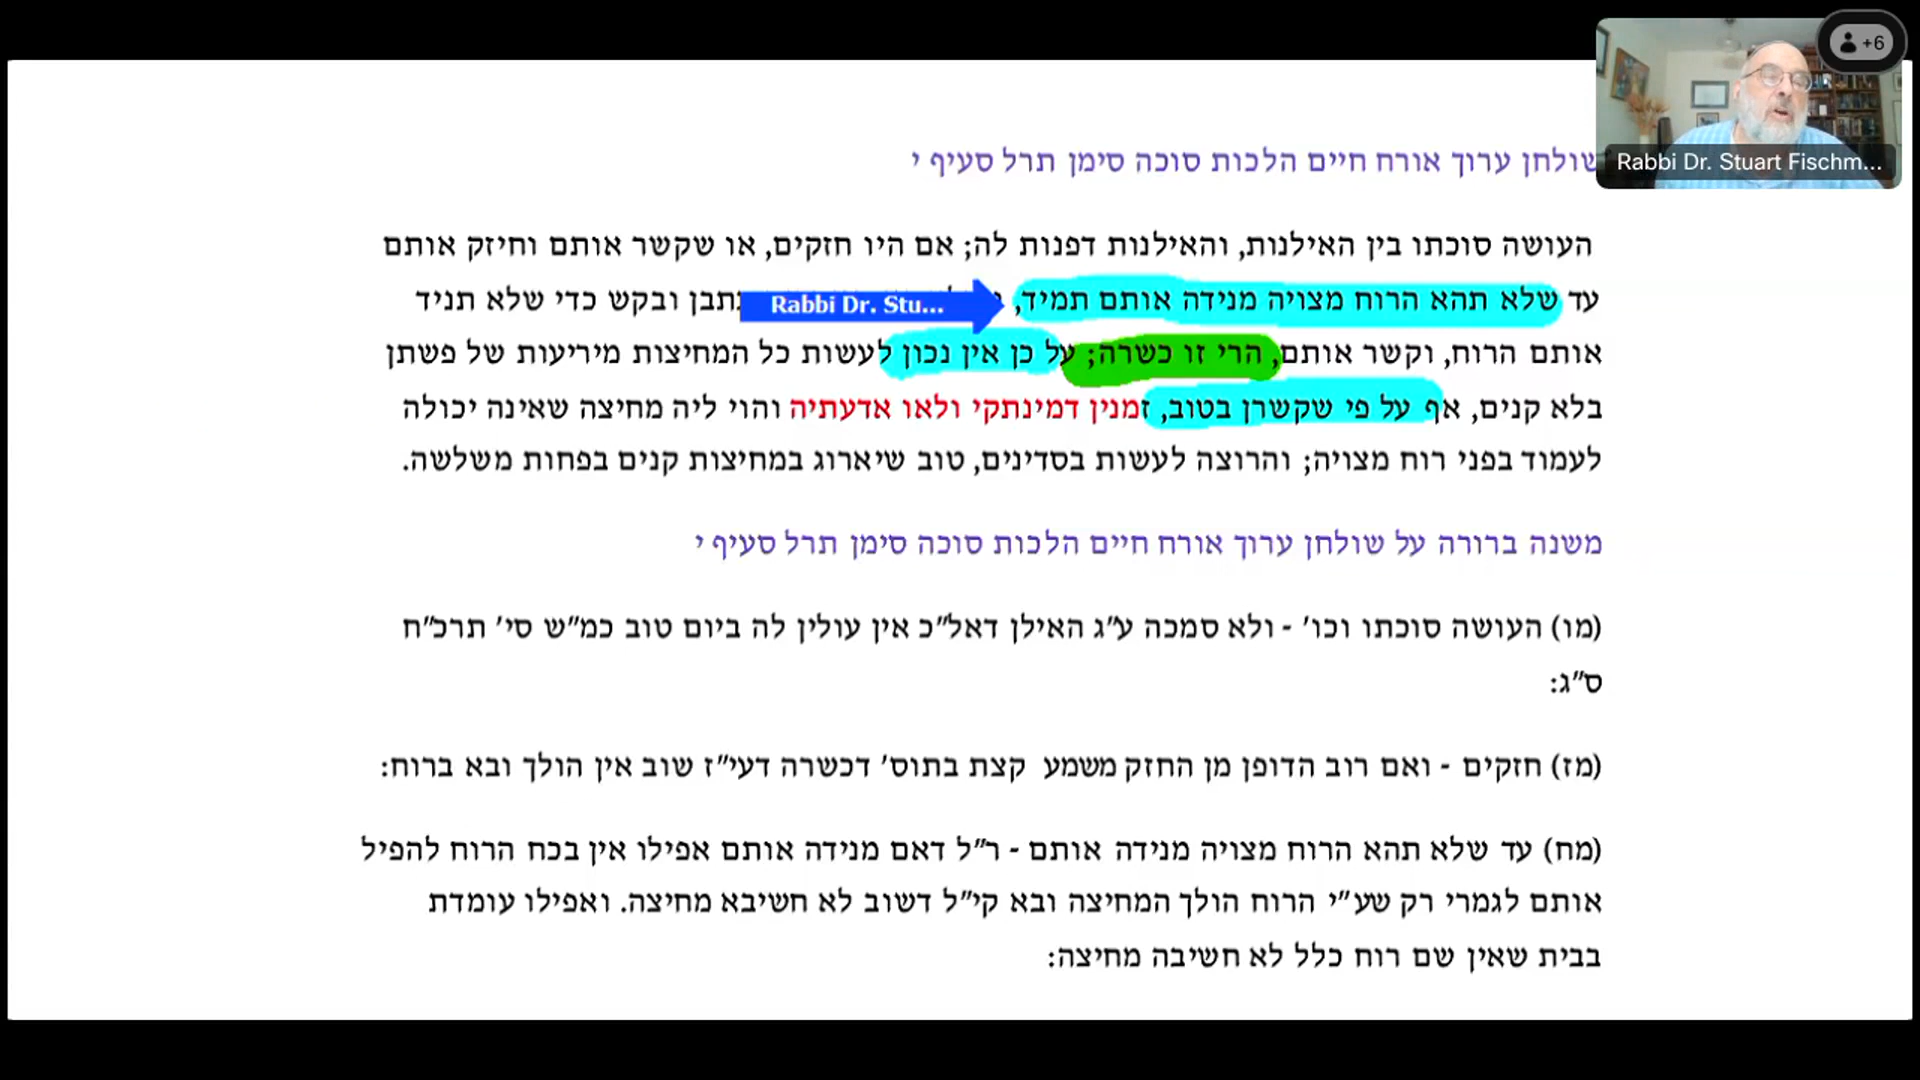 +6
Rabbi Dr. Stuart Fischm...
שולחן ערוך אורח חיים הלכות סוכה סימן תרל סעיף י
העושה סוכתו בין האילנות, והאילנות דפנות לה; אם היו חזקים, או שקשר אותם וחיזק אותם
עד שלא תהא הרוח מצויה מנידה אותם תמיד, ובקש כדי שלא תניד
Rabbi Dr. Stu...
אותם הרוח, וקשר אותם, הרי זו כשרה; על כן אין נכון לעשות כל המחיצות מיריעות של פשתן
בלא קנים, אף על פי שקשרן בטוב, זמנין דמינתקי ולאו אדעתיה והוי ליה מחיצה שאינה יכולה
לעמוד בפני רוח מצויה; והרוצה לעשות בסדינים, טוב שיארוג במחיצות קנים בפחות משלשה.
משנה ברורה על שולחן ערוך אורח חיים הלכות סוכה סימן תרל סעיף י
(מו) העושה סוכתו וכו' - ולא סמכה ע"ג האילן דאל"כ אין עולין לה ביום טוב כמ"ש סי' תרכ"ח
ס"ג:
(מז) חזקים - ואם רוב הדופן מן החזק משמע קצת בתוס' דכשרה דעי"ז שוב אין הולך ובא ברוח:
(מח) עד שלא תהא הרוח מצויה מנידה אותם - ר"ל דאם מנידה אותם אפילו אין בכח הרוח להפיל
אותם לגמרי רק שע"י הרוח הולך המחיצה ובא קי"ל דשוב לא חשיבא מחיצה. ואפילו עומדת
בבית שאין שם רוח כלל לא חשיבה מחיצה: